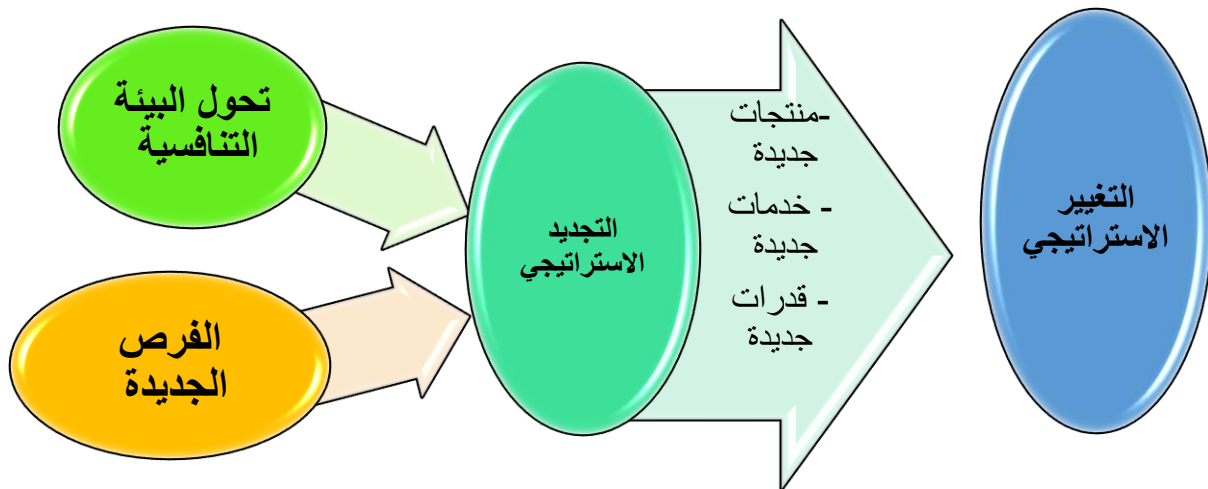 تحول البيئة
التنافسية
الفرص
الجديدة
التجديد
الاستراتيجي
-منتجات
جديدة
- خدمات
جديدة
- قدرات
جديدة
التغيير
الاستراتيجي